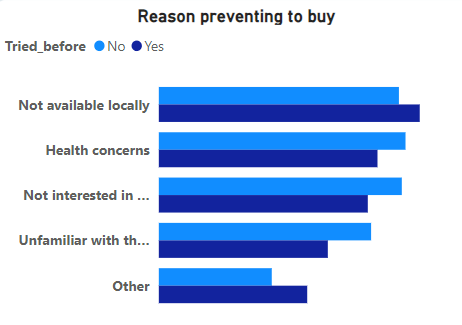 Reason preventing to buy
Tried_before No Yes
Not available locally
Health concerns
Not interested in ...
Unfamiliar with th...
Other